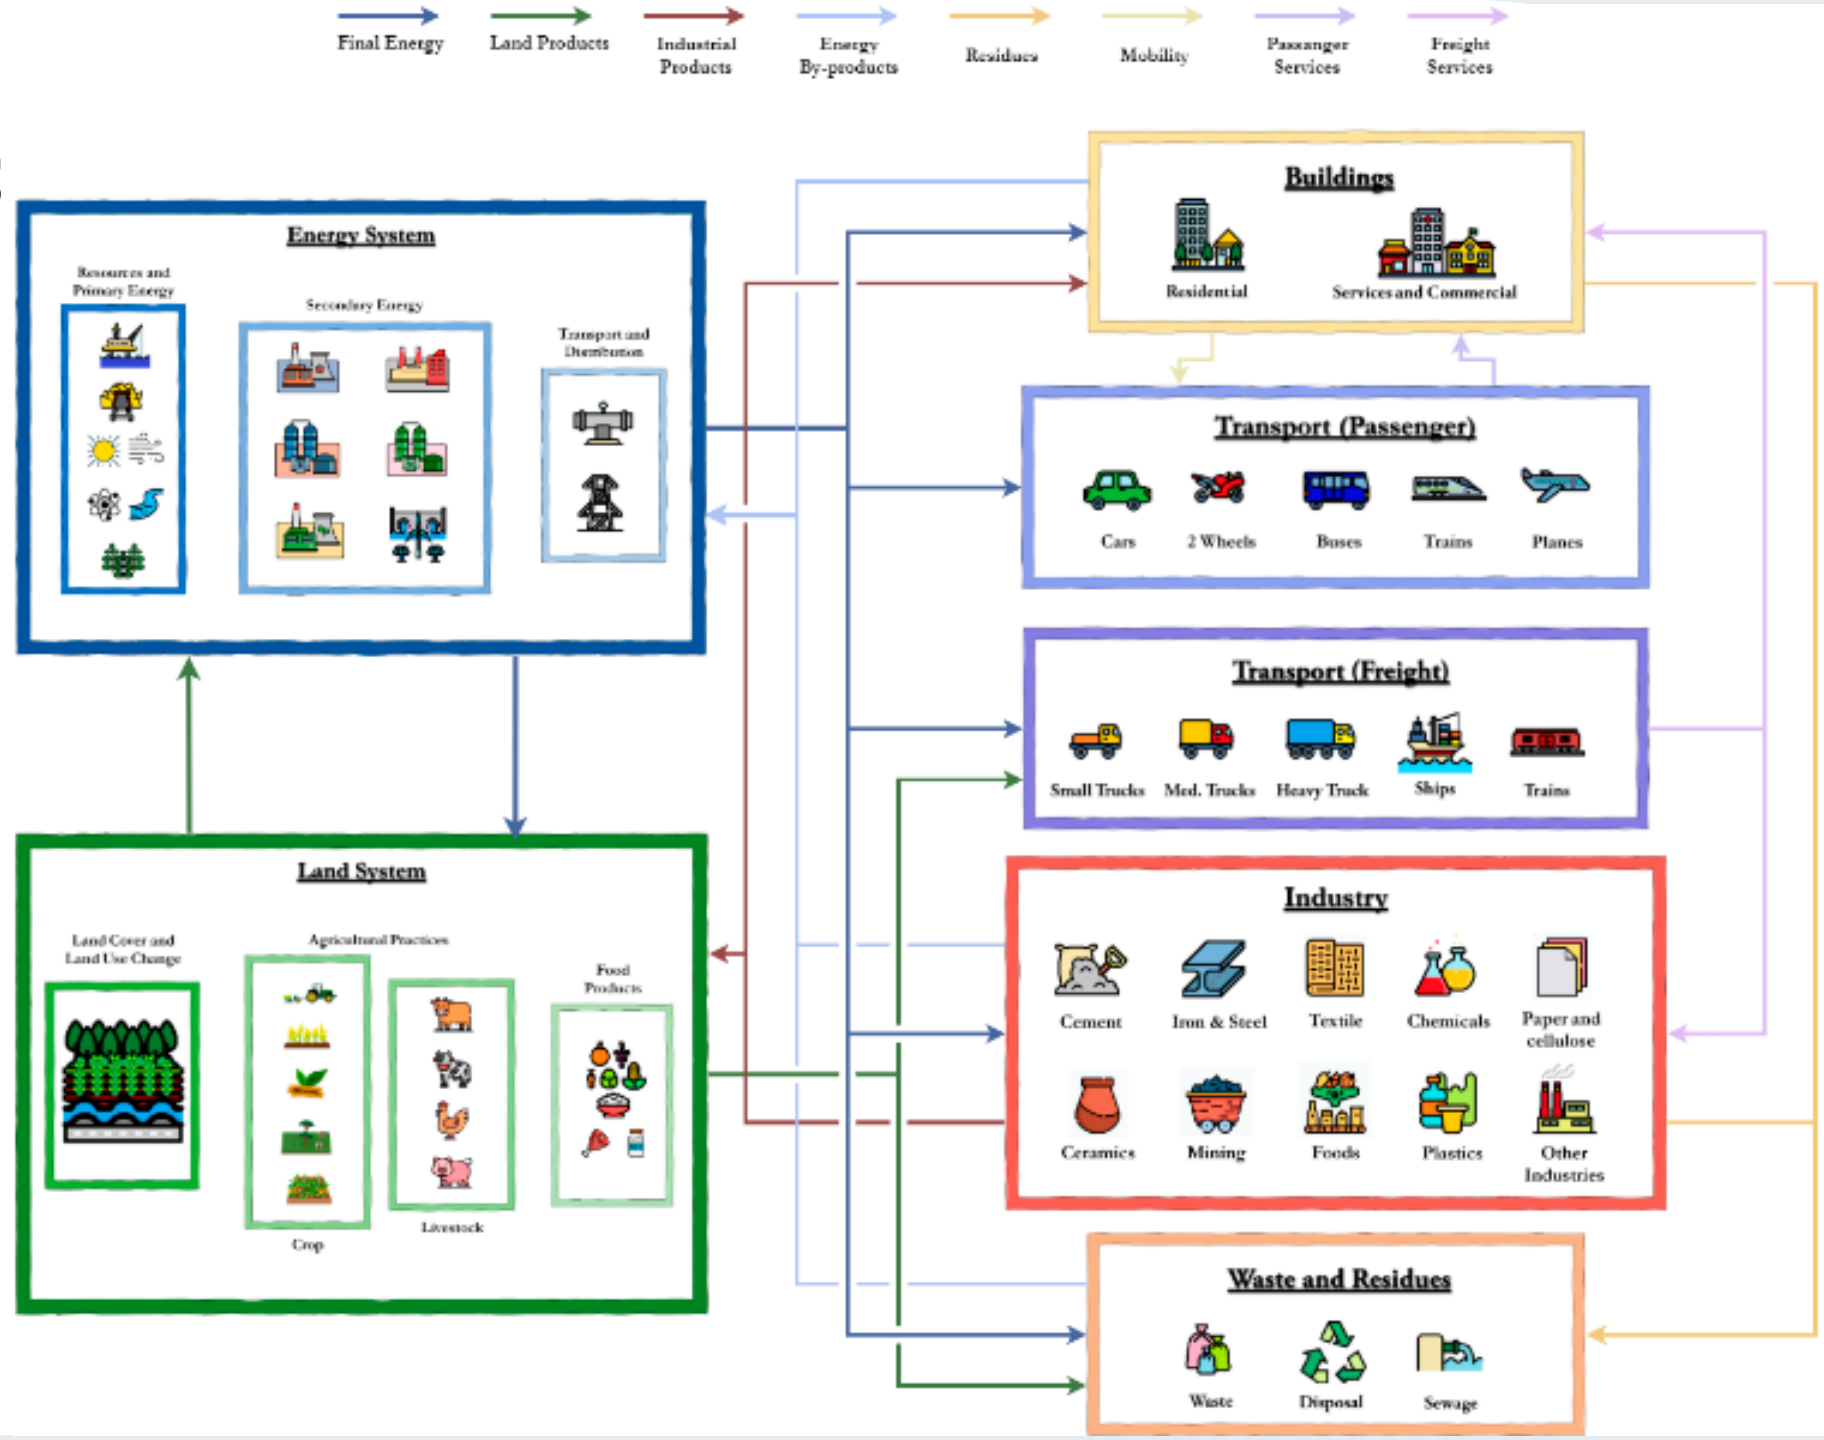 Final Energy
Land Products
Industrial
Products
Energy
By-products
Residues
Mobility
Passanger
Services
Freight
Services
Energy System
Resources and
Primary Energy
Secondary Energy
Transport and
Distribution
Buildings
Residential
Services and Commercial
Transport (Passenger)
Cars
2 Wheels
Buses
Trains
Planes
Transport (Freight)
Small Trucks
Med. Trucks
Heavy Truck
Ships
Trains
Land System
Land Cover and
Land Use Change
Agricultural Practices
Food
Products
Crop
Livestock
Industry
Cement
Iron & Steel
Textile
Chemicals
Paper and
cellulose
Ceramics
Mining
Foods
Plastics
Other
Industries
Waste and Residues
Waste
Disposal
Sewage